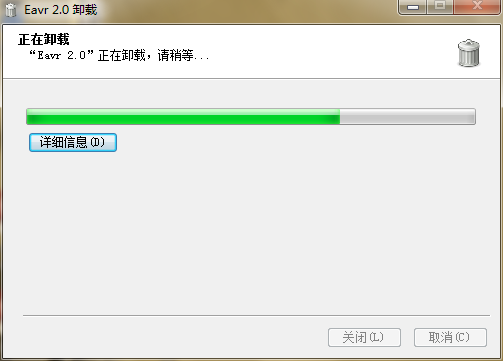 Eavr 2.0 卸载
正在卸载
“Eavr 2.0”正在卸载，请稍等...
详细信息(D)
关闭(L)
取消(C)